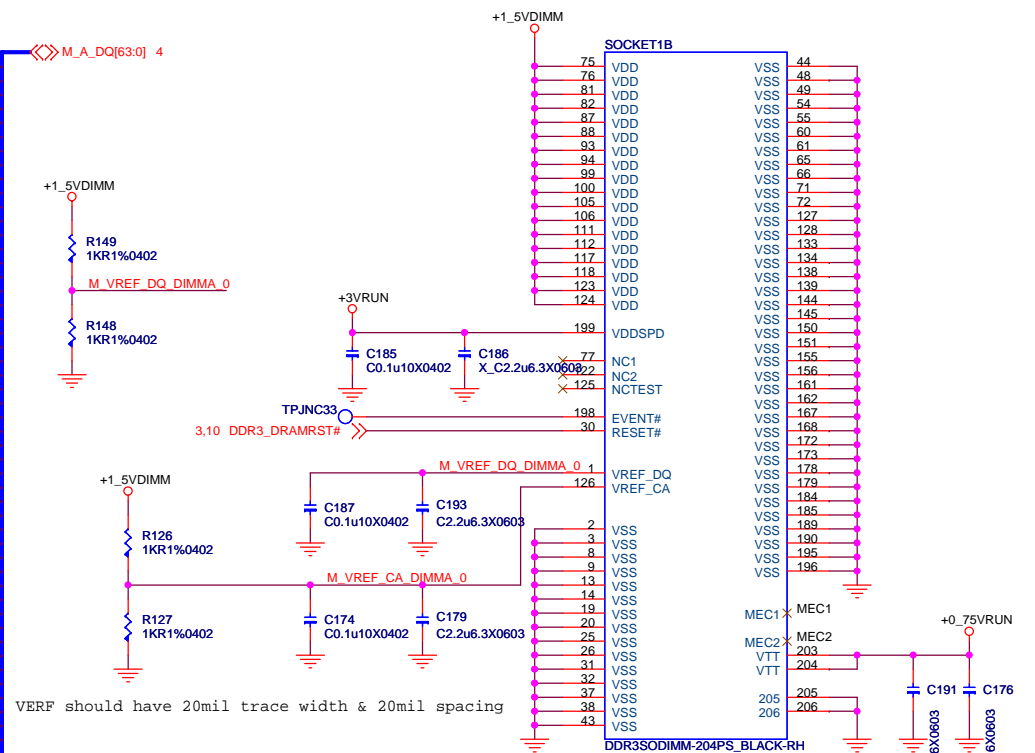 +1_5VDIMM
M_A_DQ[63:0] 4
SOCKET1B
75 VDD VSS 44
76 VDD VSS 48
81 VDD VSS 49
82 VDD VSS 54
87 VDD VSS 55
88 VDD VSS 60
93 VDD VSS 61
94 VDD VSS 65
99 VDD VSS 66
100 VDD VSS 71
105 VDD VSS 72
106 VDD VSS 127
111 VDD VSS 128
112 VDD VSS 133
117 VDD VSS 134
118 VDD VSS 138
123 VDD VSS 139
124 VDD VSS 144
VSS 145
199 VDDSPD VSS 150
VSS 151
77 NC1 VSS 155
122 NC2 VSS 156
125 NCTEST VSS 161
VSS 162
198 EVENT# VSS 167
30 RESET# VSS 168
VSS 172
VSS 173
1 VREF_DQ VSS 178
126 VREF_CA VSS 179
VSS 184
VSS 185
2 VSS VSS 189
3 VSS VSS 190
8 VSS VSS 195
9 VSS VSS 196
13 VSS
14 VSS
19 VSS MEC1 MEC1
20 VSS
25 VSS MEC2 MEC2
26 VSS VTT 203
31 VSS VTT 204
32 VSS
37 VSS 205 205
38 VSS 206 206
43 VSS
DDR3SODIMM-204PS_BLACK-RH
+1_5VDIMM
R149
1KR1%0402
M_VREF_DQ_DIMMA_0
R148
1KR1%0402
+3VRUN
C185
C0.1u10X0402
C186
X_C2.2u6.3X0603
TPJNC33
3,10 DDR3_DRAMRST#
M_VREF_DQ_DIMMA_0
C187
C0.1u10X0402
C193
C2.2u6.3X0603
+1_5VDIMM
R126
1KR1%0402
M_VREF_CA_DIMMA_0
R127
1KR1%0402
C174
C0.1u10X0402
C179
C2.2u6.3X0603
+0_75VRUN
C191
6X0603
C176
6X0603
VERF should have 20mil trace width & 20mil spacing